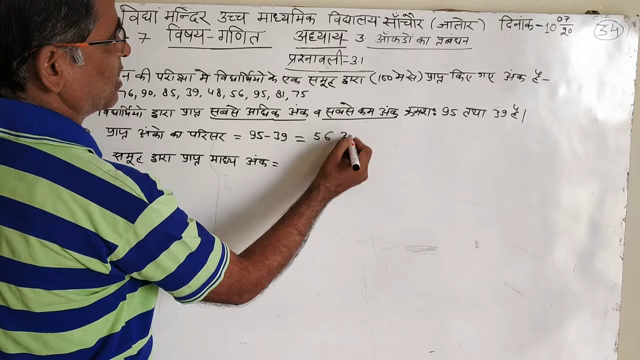 विद्या मन्दिर उच्च माध्यमिक विद्यालय साँचौर (जालोर) दिनांक-10 07/20 (34)
7 विषय-गणित अध्याय 3 आँकडों का प्रबंधन
प्रश्नावली-3.1
की परीक्षा में विद्यार्थियों के एक समूह द्वारा (100 में से) प्राप्त किए गए अंक है-
76, 90, 85, 39, 48, 56, 95, 81, 75
विद्यार्थियों द्वारा प्राप्त सबसे अधिक अंक व सबसे कम अंक क्रमशः 95 तथा 39 है।
प्राप्त अंको का परिसर = 95-39 = 56
समूह द्वारा प्राप्त माध्य अंक =